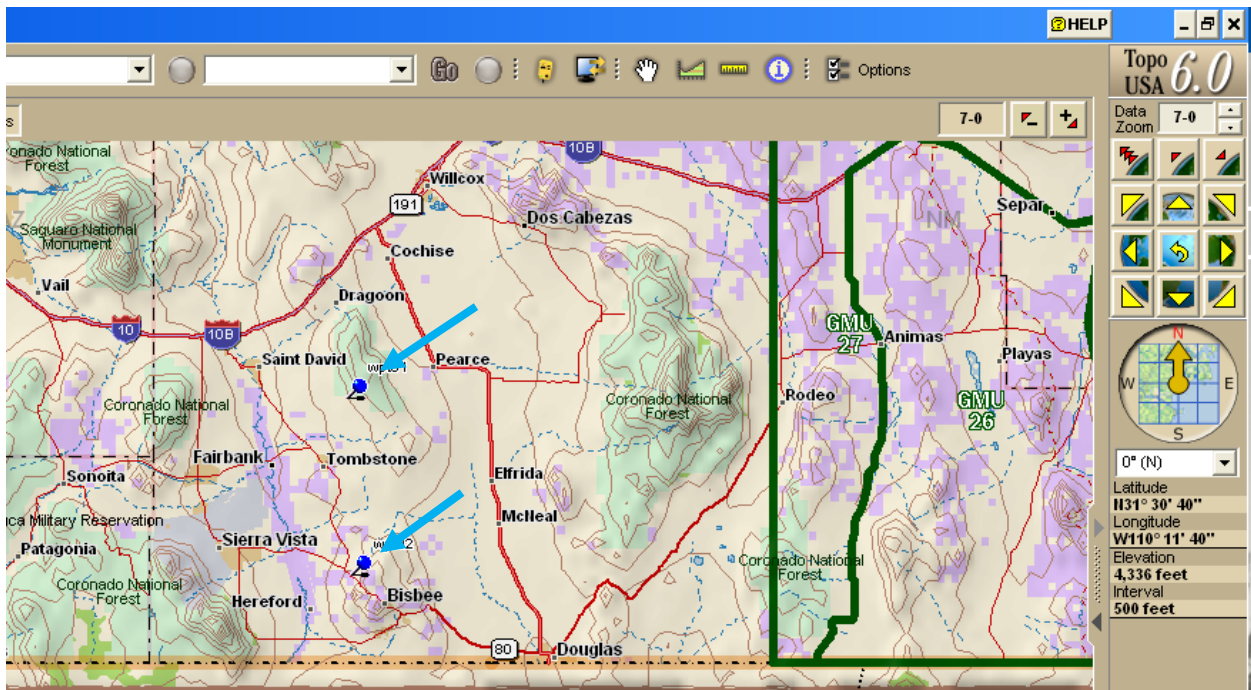 HELP
Go
Options
Topo
USA 6.0
s
7-0
Data
Zoom
7-0
onado National
Forest
10B
Willcox
191
Dos Cabezas
NM
Separ
Saguaro National
Monument
Cochise
Vail
Dragoon
10
10B
GMU
27
Animas
Saint David
Pearce
Playas
Coronado National
Forest
Coronado National
Forest
Rodeo
GMU
26
N
W
E
S
Fairbank
Tombstone
Sonoita
Elfrida
0° (N)
Latitude
N31° 30' 40"
Longitude
W110° 11' 40"
Elevation
4,336 feet
Interval
500 feet
uca Military Reservation
McNeal
Patagonia
Sierra Vista
Coronado National
Forest
Coronado National
Forest
Hereford
Bisbee
80
Douglas